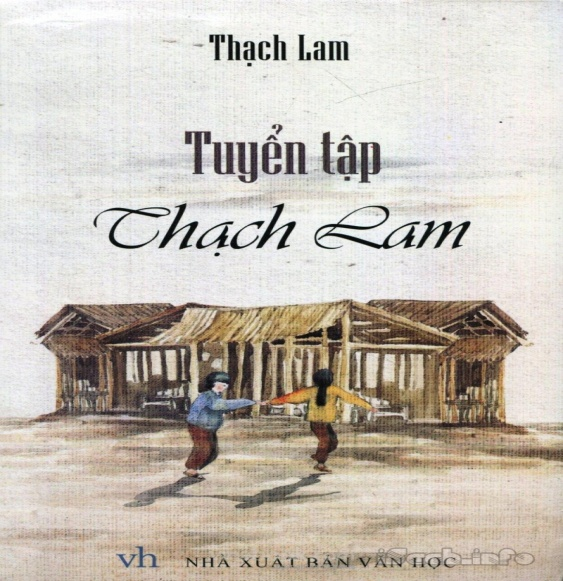 Thạch Lam
Tuyển tập
Thạch Lam
vh NHÀ XUẤT BẢN VĂN HỌC